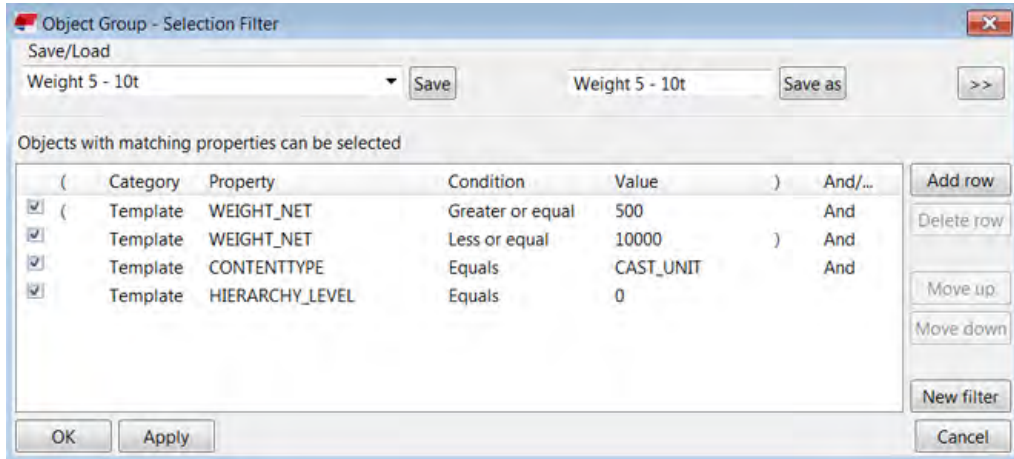 Object Group - Selection Filter
Save/Load
Weight 5 - 10t Save Weight 5 - 10t Save as >>
Objects with matching properties can be selected
( Category Property Condition Value ) And/... Add row
( Template WEIGHT_NET Greater or equal 500 And
Delete row
Template WEIGHT_NET Less or equal 10000 ) And
Template CONTENTTYPE Equals CAST_UNIT And
Template HIERARCHY_LEVEL Equals 0
Move up
Move down
New filter
OK Apply Cancel